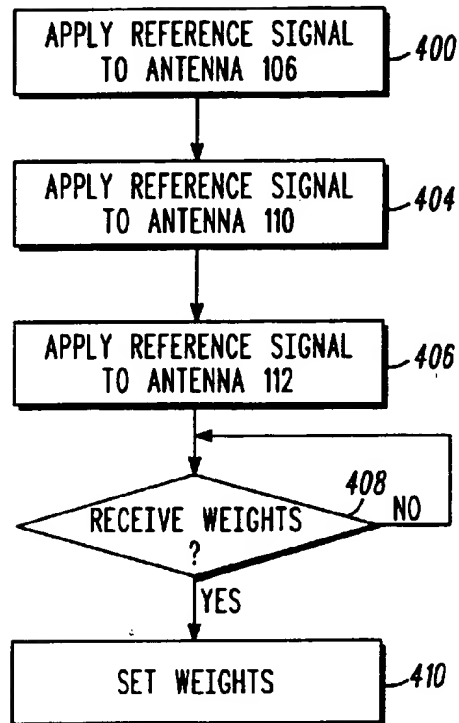 APPLY REFERENCE SIGNAL
TO ANTENNA 106
400
APPLY REFERENCE SIGNAL
TO ANTENNA 110
404
APPLY REFERENCE SIGNAL
TO ANTENNA 112
406
408
RECEIVE WEIGHTS
?
NO
YES
SET WEIGHTS
410